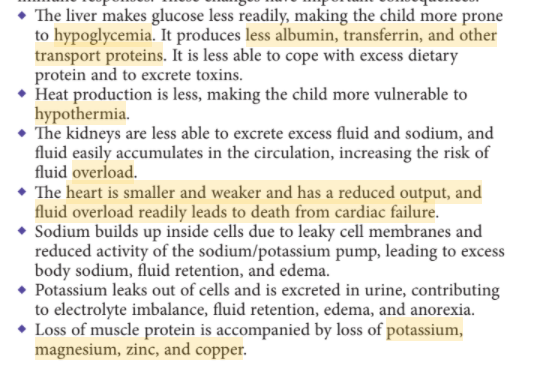 ◆ The liver makes glucose less readily, making the child more prone
to hypoglycemia. It produces less albumin, transferrin, and other
transport proteins. It is less able to cope with excess dietary
protein and to excrete toxins.
◆ Heat production is less, making the child more vulnerable to
hypothermia.
◆ The kidneys are less able to excrete excess fluid and sodium, and
fluid easily accumulates in the circulation, increasing the risk of
fluid overload.
◆ The heart is smaller and weaker and has a reduced output, and
fluid overload readily leads to death from cardiac failure.
◆ Sodium builds up inside cells due to leaky cell membranes and
reduced activity of the sodium/potassium pump, leading to excess
body sodium, fluid retention, and edema.
◆ Potassium leaks out of cells and is excreted in urine, contributing
to electrolyte imbalance, fluid retention, edema, and anorexia.
◆ Loss of muscle protein is accompanied by loss of potassium,
magnesium, zinc, and copper.